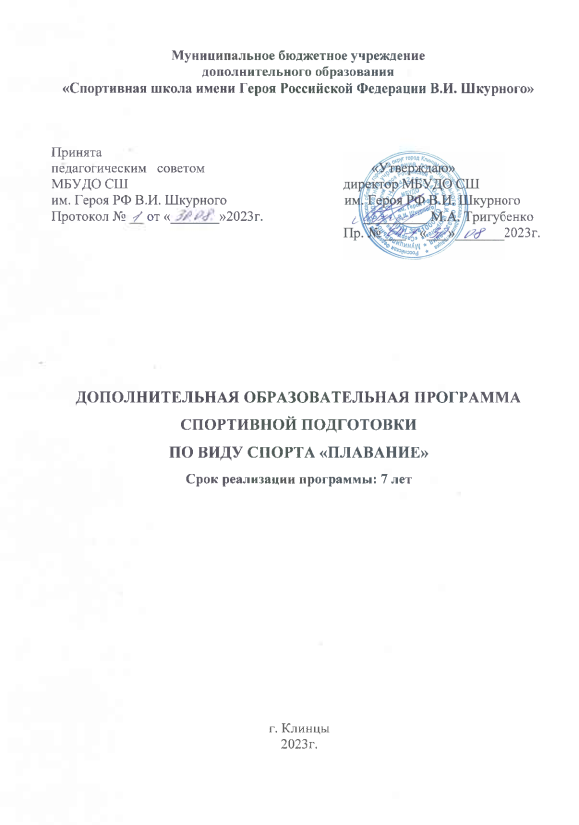 Муниципальное бюджетное учреждение
дополнительного образования
«Спортивная школа имени Героя Российской Федерации В.И. Шкурного»
Принята
педагогическим советом
МБУДО СШ
им. Героя РФ В.И. Шкурного
Протокол № 1 от « 30.08 »2023г.
«Утверждаю»
директор МБУДО СШ
им. Героя РФ В.И. Шкурного
М.А. Тригубенко
Пр. № « » 08 2023г.
ДОПОЛНИТЕЛЬНАЯ ОБРАЗОВАТЕЛЬНАЯ ПРОГРАММА
СПОРТИВНОЙ ПОДГОТОВКИ
ПО ВИДУ СПОРТА «ПЛАВАНИЕ»
Срок реализации программы: 7 лет
г. Клинцы
2023г.